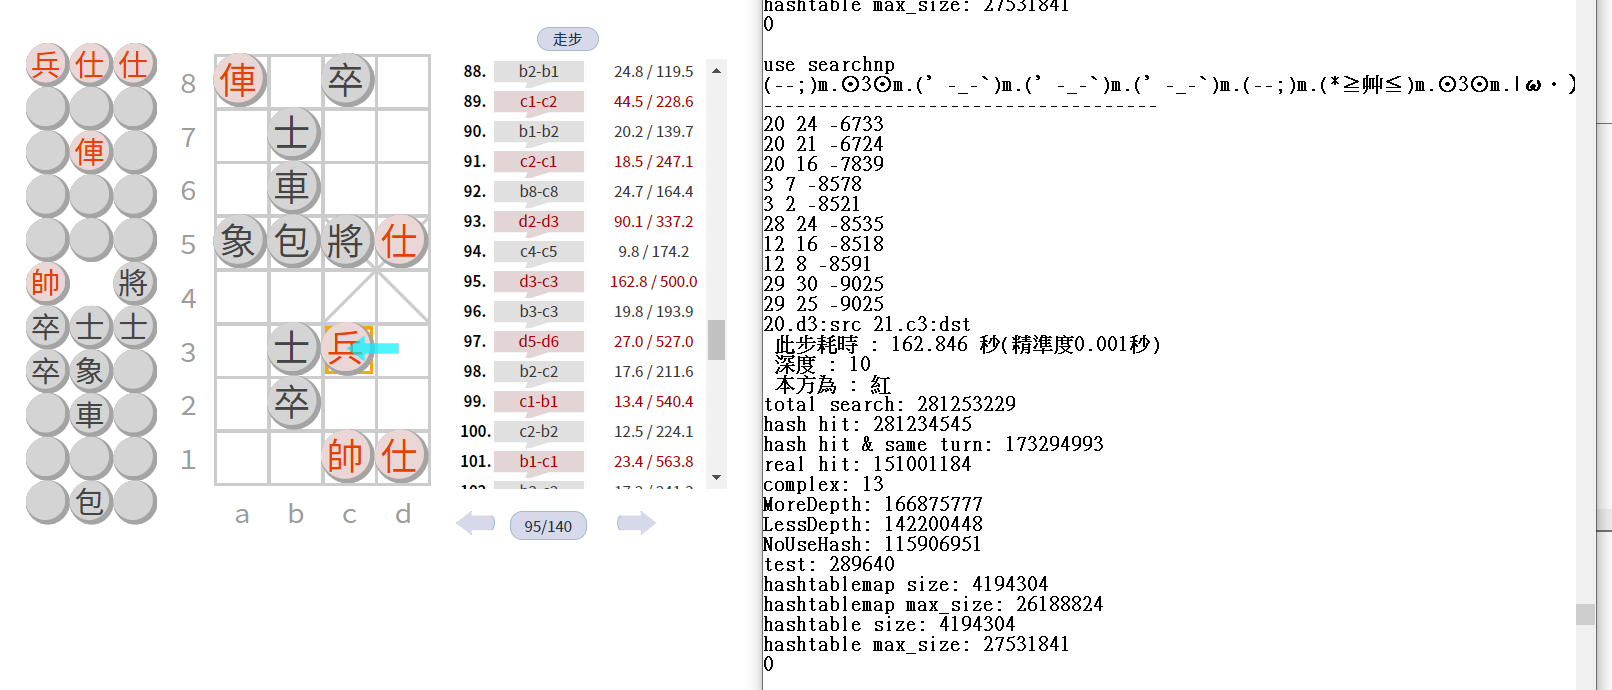 兵 仕 仕
俥
帥 將
卒 士 士
卒 象
車
包
8 俥 卒
7 士
6 車
5 象 包 將 仕
4
3 士 兵
2 卒
1 帥 仕
a b c d
走步
88. b2-b1 24.8 / 119.5
89. c1-c2 44.5 / 228.6
90. b1-b2 20.2 / 139.7
91. c2-c1 18.5 / 247.1
92. b8-c8 24.7 / 164.4
93. d2-d3 90.1 / 337.2
94. c4-c5 9.8 / 174.2
95. d3-c3 162.8 / 500.0
96. b3-c3 19.8 / 193.9
97. d5-d6 27.0 / 527.0
98. b2-c2 17.6 / 211.6
99. c1-b1 13.4 / 540.4
100. c2-b2 12.5 / 224.1
101. b1-c1 23.4 / 563.8
95/140
hashtable max_size: 27531841
0
use searchnp
(--;)m.⊙3⊙m.(’ -_-`)m.(’ -_-`)m.(’ -_-`)m.(--;)m.(*≧艸≦)m.⊙3⊙m.|ω・)
------------------------------------
20 24 -6733
20 21 -6724
20 16 -7839
3 7 -8578
3 2 -8521
28 24 -8535
12 16 -8518
12 8 -8591
29 30 -9025
29 25 -9025
20.d3:src 21.c3:dst
此步耗時 : 162.846 秒(精準度0.001秒)
深度 : 10
本方為 : 紅
total search: 281253229
hash hit: 281234545
hash hit & same turn: 173294993
real hit: 151001184
complex: 13
MoreDepth: 166875777
LessDepth: 142200448
NoUseHash: 115906951
test: 289640
hashtablemap size: 4194304
hashtablemap max_size: 26188824
hashtable size: 4194304
hashtable max_size: 27531841
0